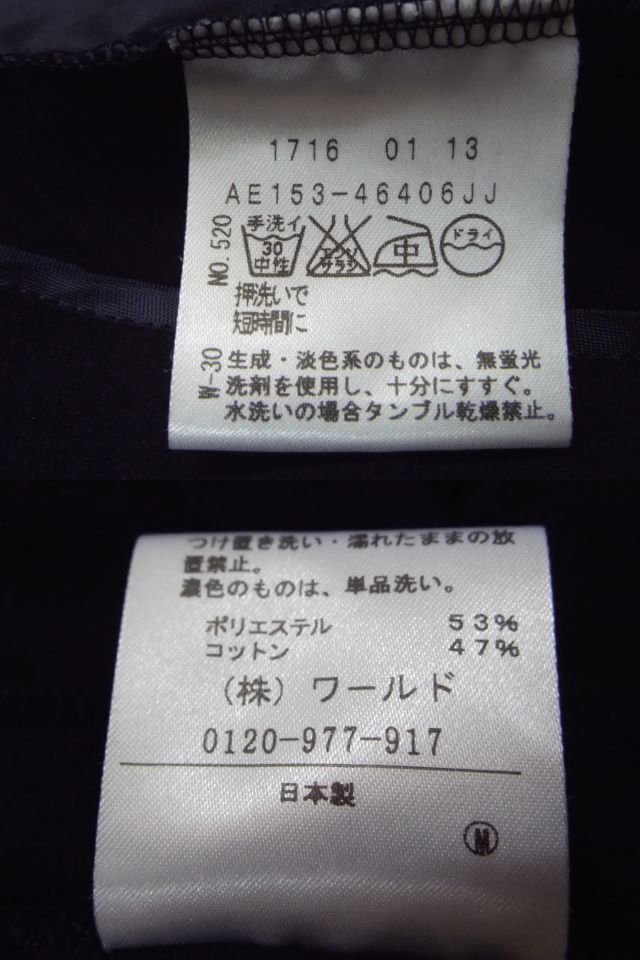 1716 01 13
AE153-46406JJ
NO.520
手洗イ
30
中性
エンソ
サラシ
中
ドライ
押洗いで
短時間に
W-30
生成・淡色系のものは、無蛍光
洗剤を使用し、十分にすすぐ。
水洗いの場合タンブル乾燥禁止。
つけ置き洗い・濡れたままの放
置禁止。
濃色のものは、単品洗い。
ポリエステル 53%
コットン 47%
(株)ワールド
0120-977-917
日本製
M